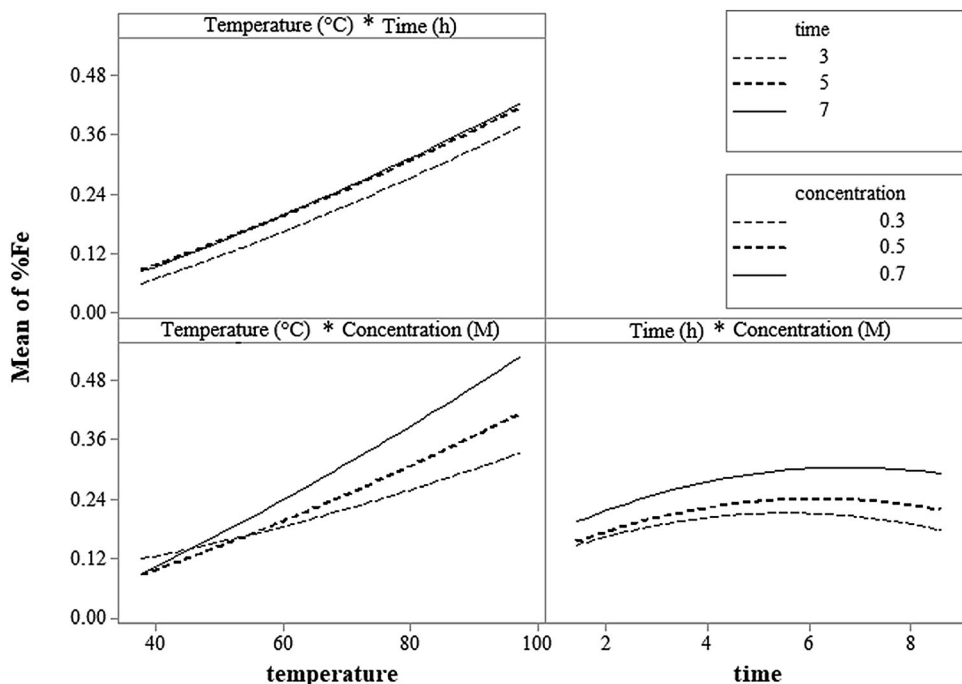 Temperature (°C) * Time (h)
time
3
5
7
concentration
0.3
0.5
0.7
Mean of %Fe
0.48
0.36
0.24
0.12
0.00
Temperature (°C) * Concentration (M)
Time (h) * Concentration (M)
0.48
0.36
0.24
0.12
0.00
40 60 80 100
2 4 6 8
temperature
time